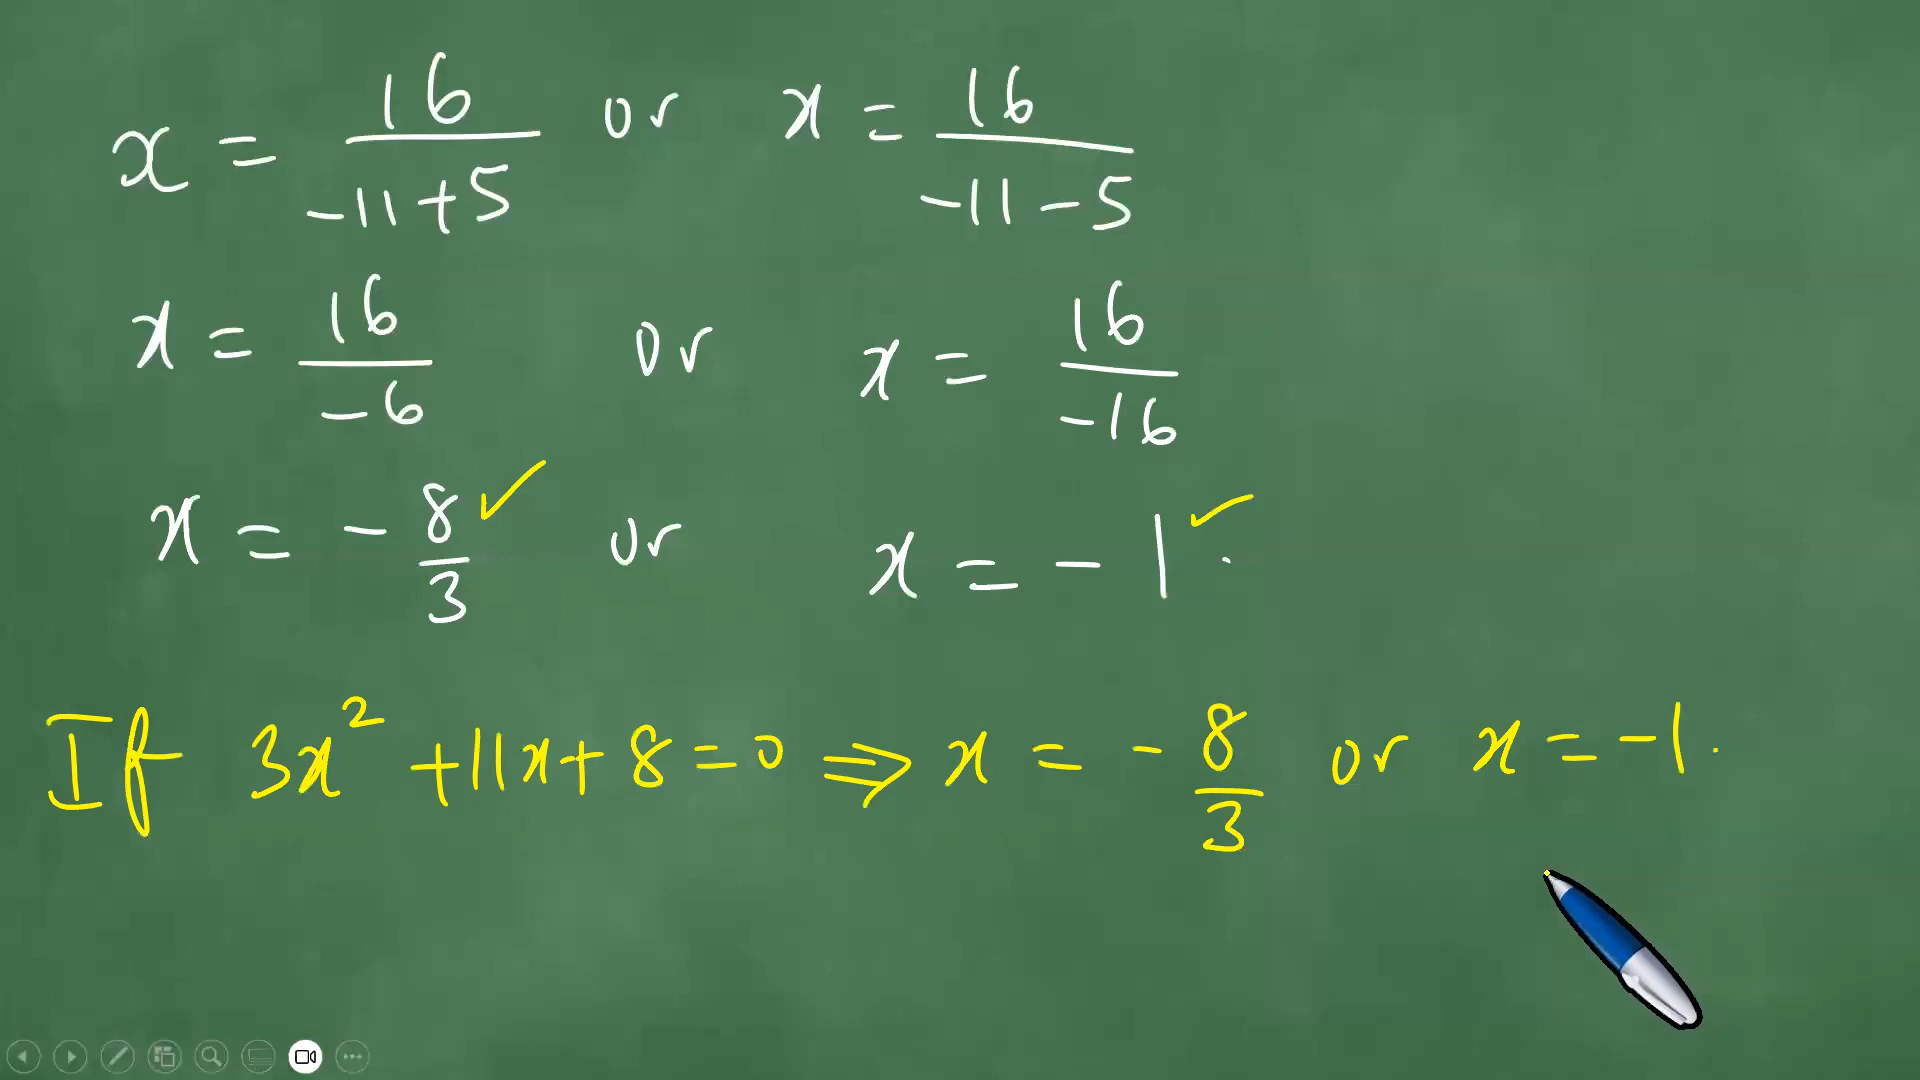 x = 16/(-11+5) or x = 16/(-11-5)
x = 16/-6 or x = 16/-16
x = -8/3 ✓ or x = -1 ✓.
If 3x² + 11x + 8 = 0 ⇒ x = -8/3 or x = -1.